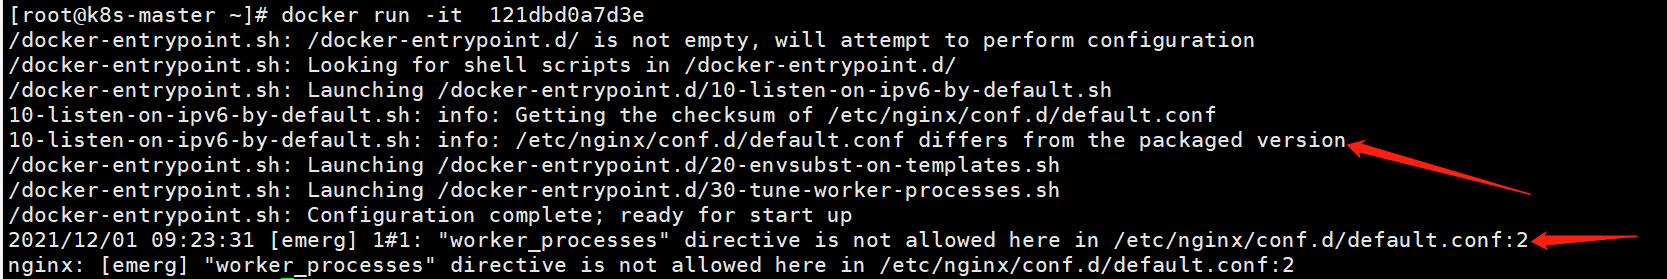 [root@k8s-master ~]# docker run -it  121dbd0a7d3e
/docker-entrypoint.sh: /docker-entrypoint.d/ is not empty, will attempt to perform configuration
/docker-entrypoint.sh: Looking for shell scripts in /docker-entrypoint.d/
/docker-entrypoint.sh: Launching /docker-entrypoint.d/10-listen-on-ipv6-by-default.sh
10-listen-on-ipv6-by-default.sh: info: Getting the checksum of /etc/nginx/conf.d/default.conf
10-listen-on-ipv6-by-default.sh: info: /etc/nginx/conf.d/default.conf differs from the packaged version
/docker-entrypoint.sh: Launching /docker-entrypoint.d/20-envsubst-on-templates.sh
/docker-entrypoint.sh: Launching /docker-entrypoint.d/30-tune-worker-processes.sh
/docker-entrypoint.sh: Configuration complete; ready for start up
2021/12/01 09:23:31 [emerg] 1#1: "worker_processes" directive is not allowed here in /etc/nginx/conf.d/default.conf:2
nginx: [emerg] "worker_processes" directive is not allowed here in /etc/nginx/conf.d/default.conf:2